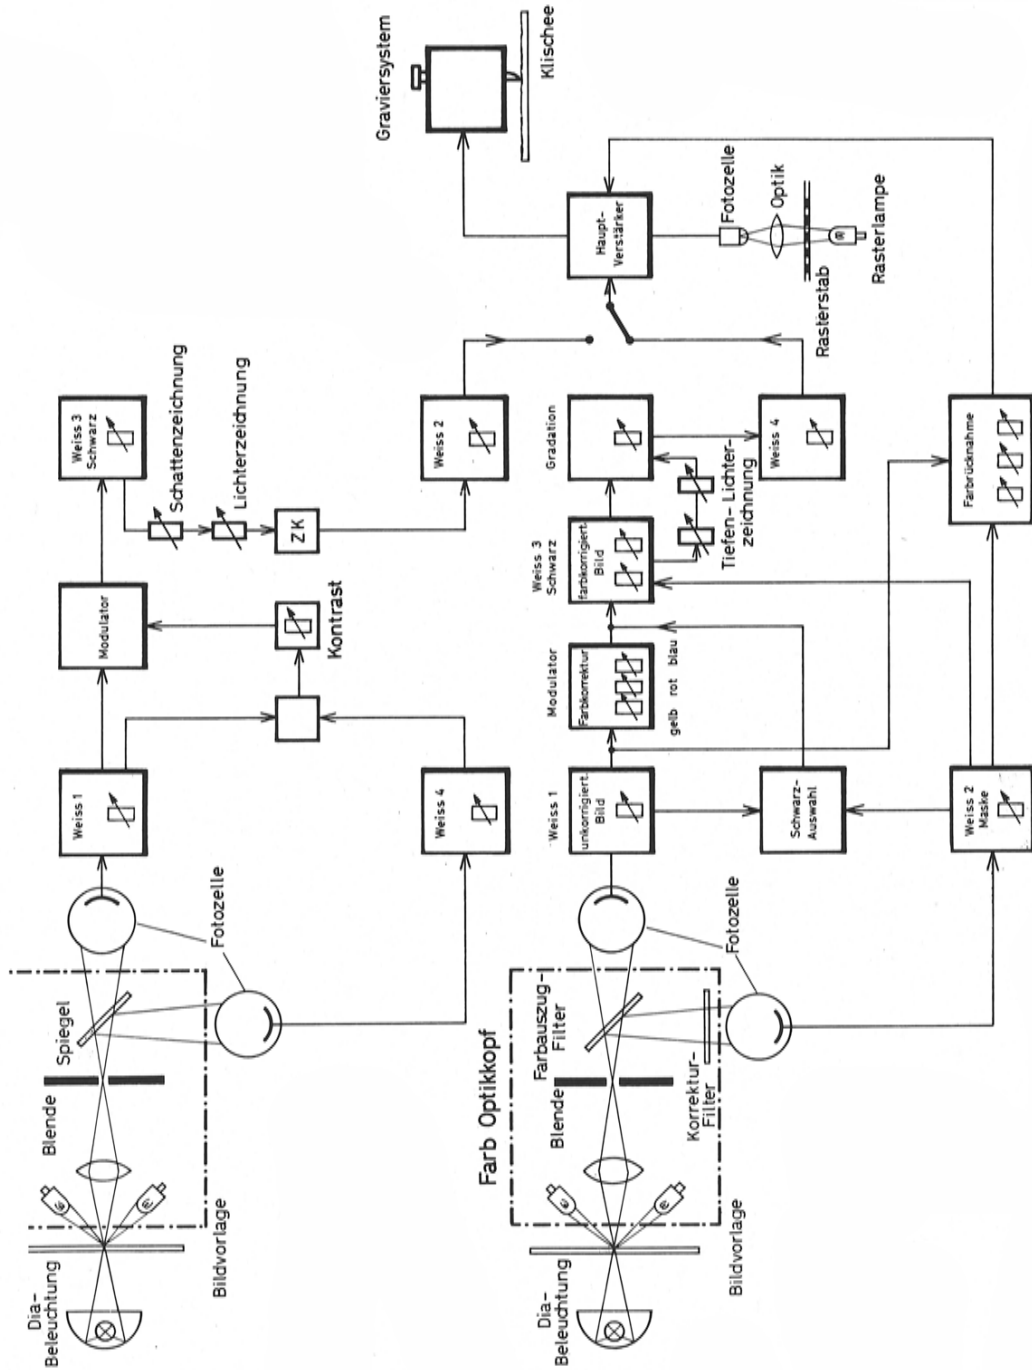 Dia-
Beleuchtung
Bildvorlage
Blende
Spiegel
Fotozelle
Weiss 1
Weiss 4
Modulator
Kontrast
Weiss 3
Schwarz
Schattenzeichnung
Lichterzeichnung
ZK
Weiss 2
Graviersystem
Klischee
Haupt-
Verstärker
Fotozelle
Optik
Rasterstab
Rasterlampe
Farb Optikkopf
Dia-
Beleuchtung
Bildvorlage
Blende
Farbauszug-
Filter
Korrektur-
Filter
Fotozelle
Weiss 1
unkorrigiert.
Bild
Schwarz-
Auswahl
Weiss 2
Maske
Modulator
Farbkorrektur
gelb rot blau
Weiss 3
Schwarz
farbkorrigiert.
Bild
Tiefen- Lichter-
zeichnung
Gradation
Weiss 4
Farbrücknahme